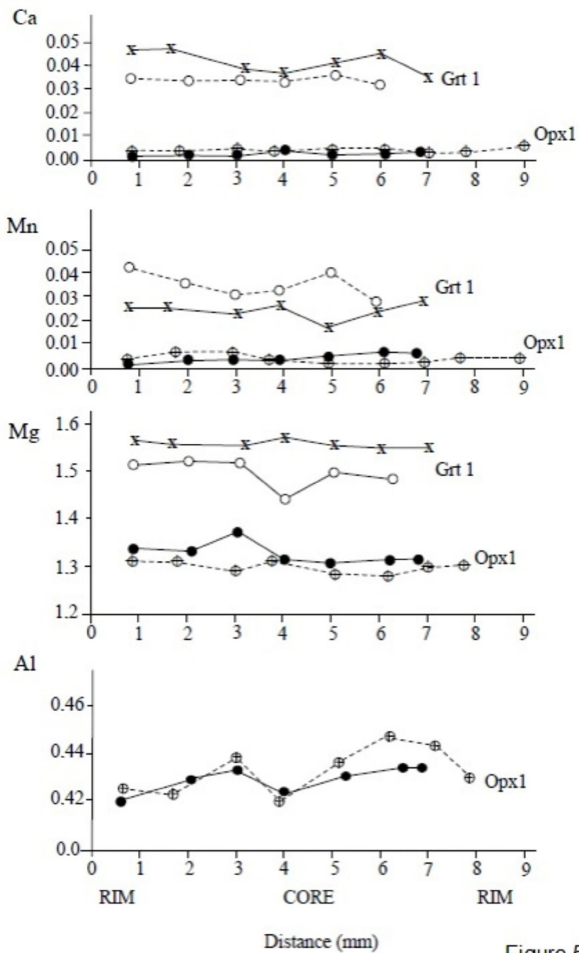 Ca
0.05
0.04
0.03
0.02
0.01
0.00
Grt 1
Opx1
0 1 2 3 4 5 6 7 8 9
Mn
0.05
0.04
0.03
0.02
0.01
0.00
Grt 1
Opx1
0 1 2 3 4 5 6 7 8 9
Mg
1.6
1.5
1.4
1.3
1.2
Grt 1
Opx1
0 1 2 3 4 5 6 7 8 9
Al
0.46
0.44
0.42
0.0
Opx1
0 1 2 3 4 5 6 7 8 9
RIM CORE RIM
Distance (mm)
Figure 5